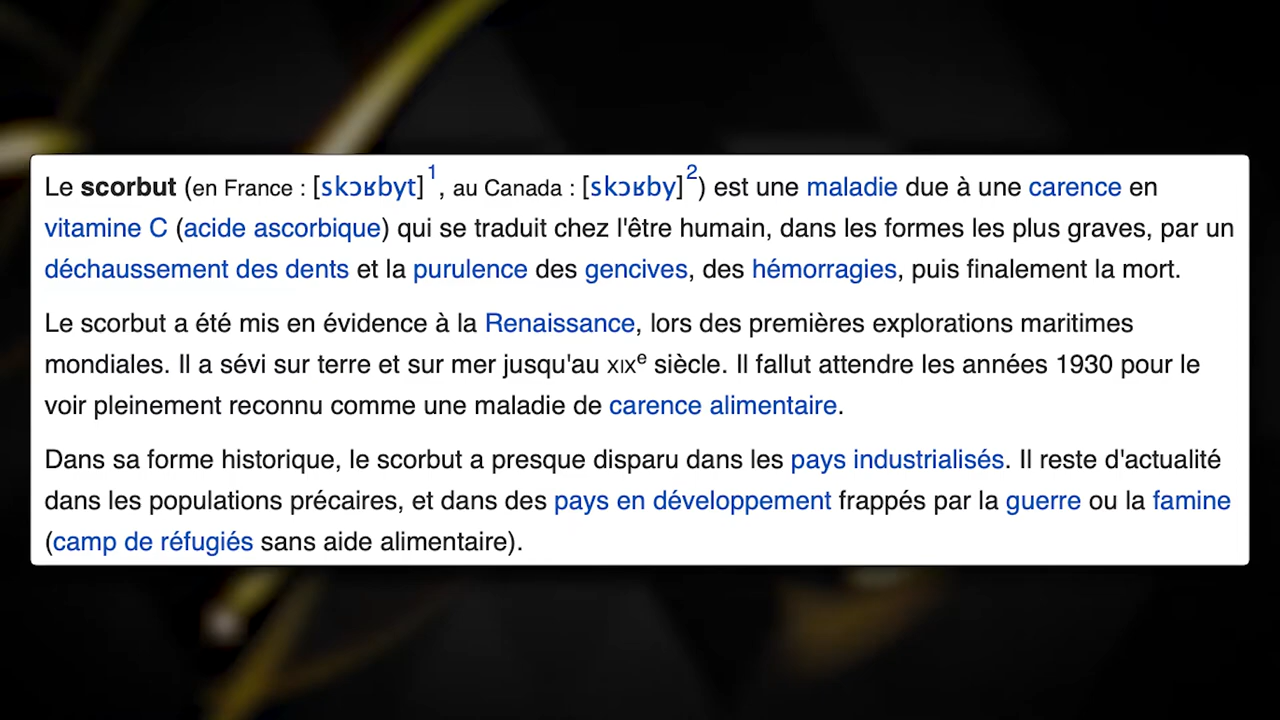 Le scorbut (en France : [skɔʁbyt]1, au Canada : [skɔʁby]2) est une maladie due à une carence en
vitamine C (acide ascorbique) qui se traduit chez l'être humain, dans les formes les plus graves, par un
déchaussement des dents et la purulence des gencives, des hémorragies, puis finalement la mort.
Le scorbut a été mis en évidence à la Renaissance, lors des premières explorations maritimes
mondiales. Il a sévi sur terre et sur mer jusqu'au XIXe siècle. Il fallut attendre les années 1930 pour le
voir pleinement reconnu comme une maladie de carence alimentaire.
Dans sa forme historique, le scorbut a presque disparu dans les pays industrialisés. Il reste d'actualité
dans les populations précaires, et dans des pays en développement frappés par la guerre ou la famine
(camp de réfugiés sans aide alimentaire).